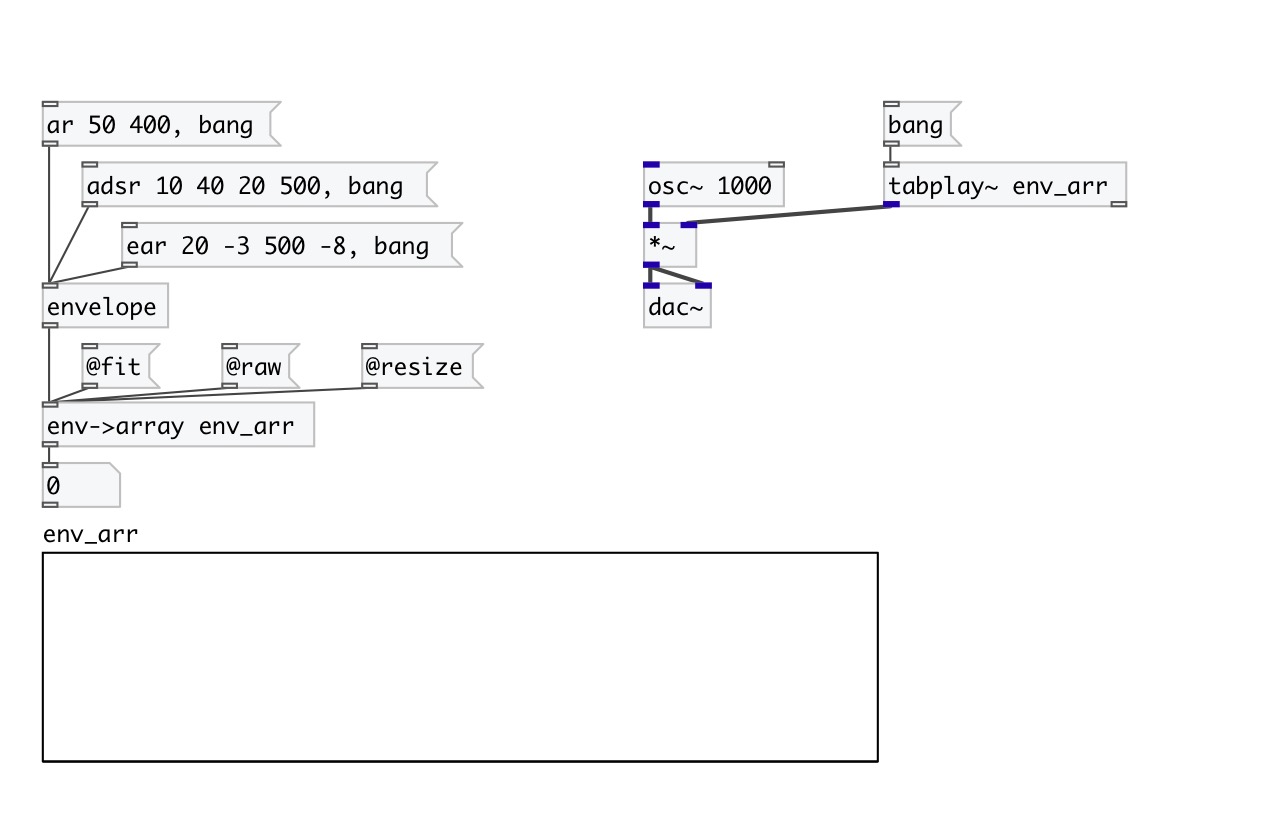 ar 50 400, bang
bang
adsr 10 40 20 500, bang
osc~ 1000
tabplay~ env_arr
ear 20 -3 500 -8, bang
*~
envelope
dac~
@fit
@raw
@resize
env->array env_arr
0
env_arr